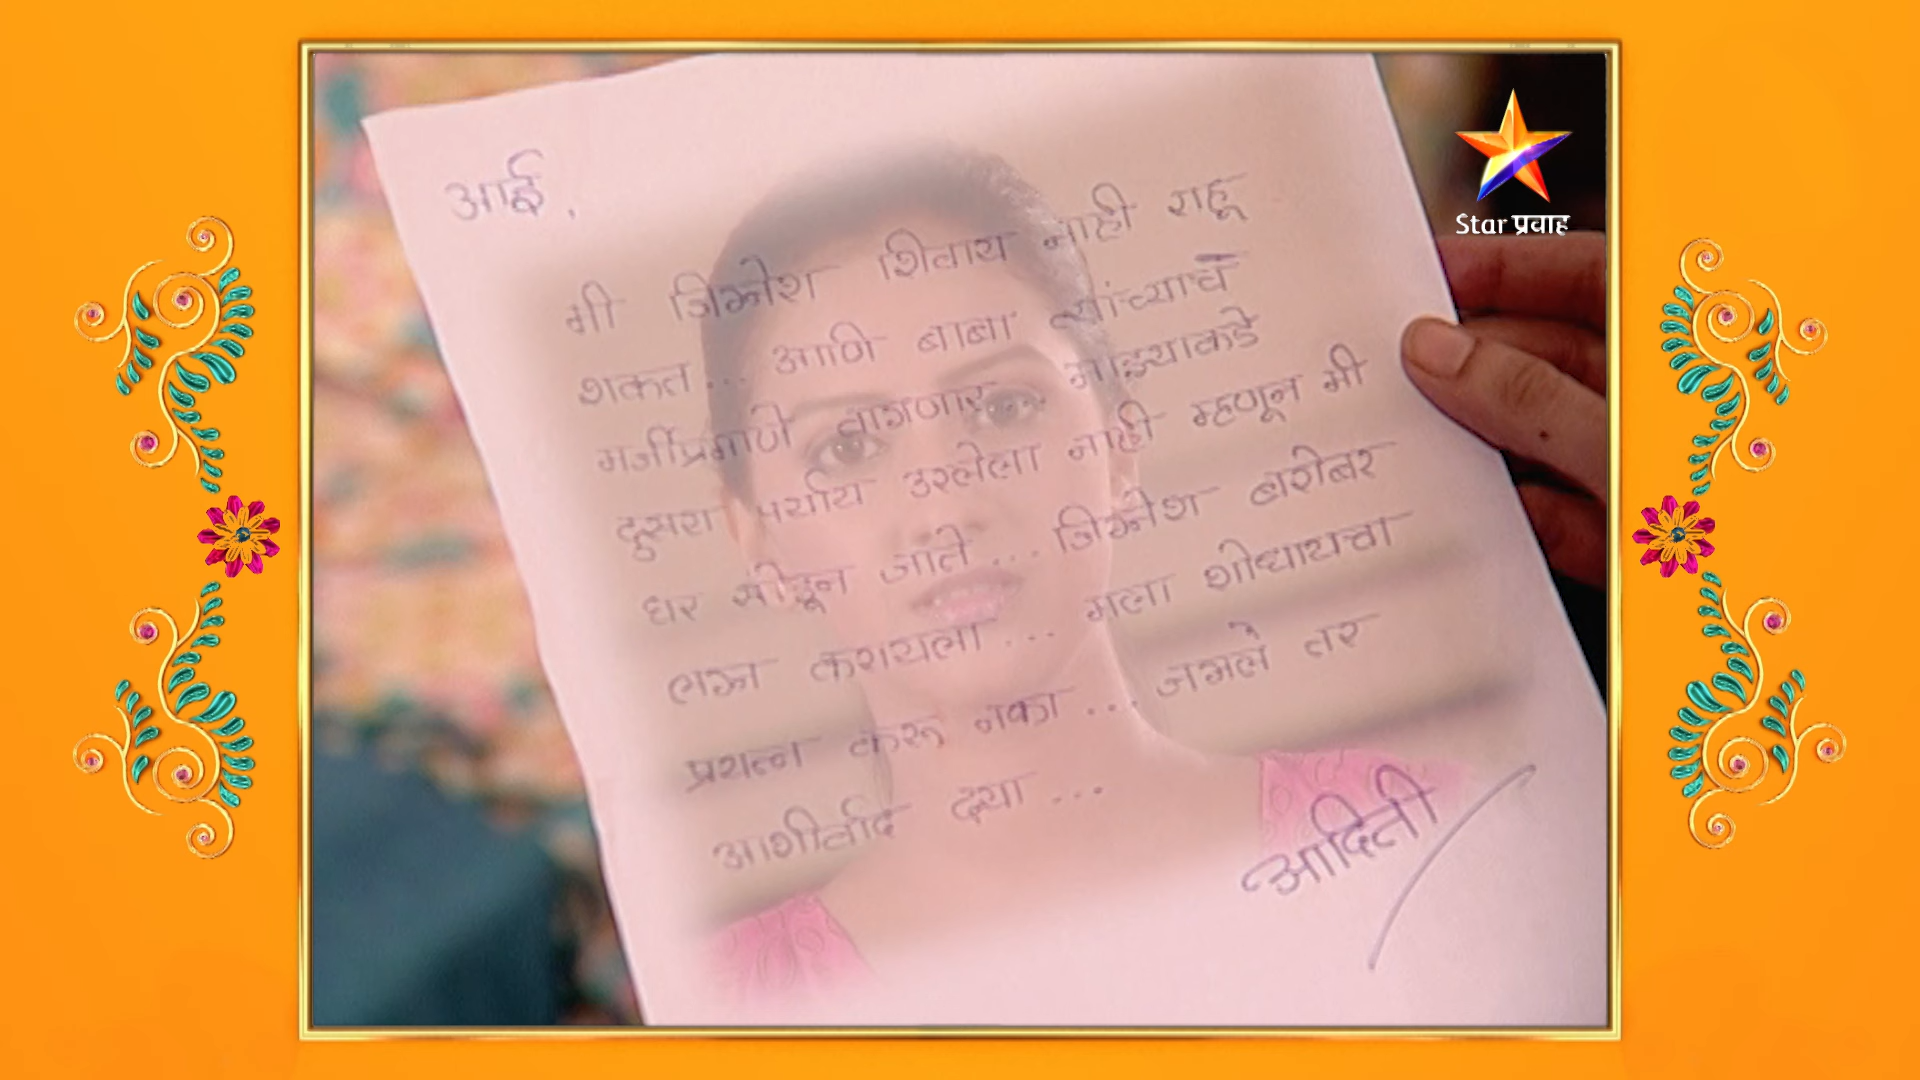 Star प्रवाह
आई,
मी जिग्नेश शिवाय नाही राहू
शकत... आणि बाबा त्यांच्याचे
मर्जीप्रमाणे वागणार. माझ्याकडे
दुसरा पर्याय उरलेला नाही म्हणून मी
घर सोडून जाते... जिग्नेश बरोबर
लग्न करायला... मला शोधायचा
प्रयत्न करू नका... जमले तर
आशीर्वाद द्या...
आदिती